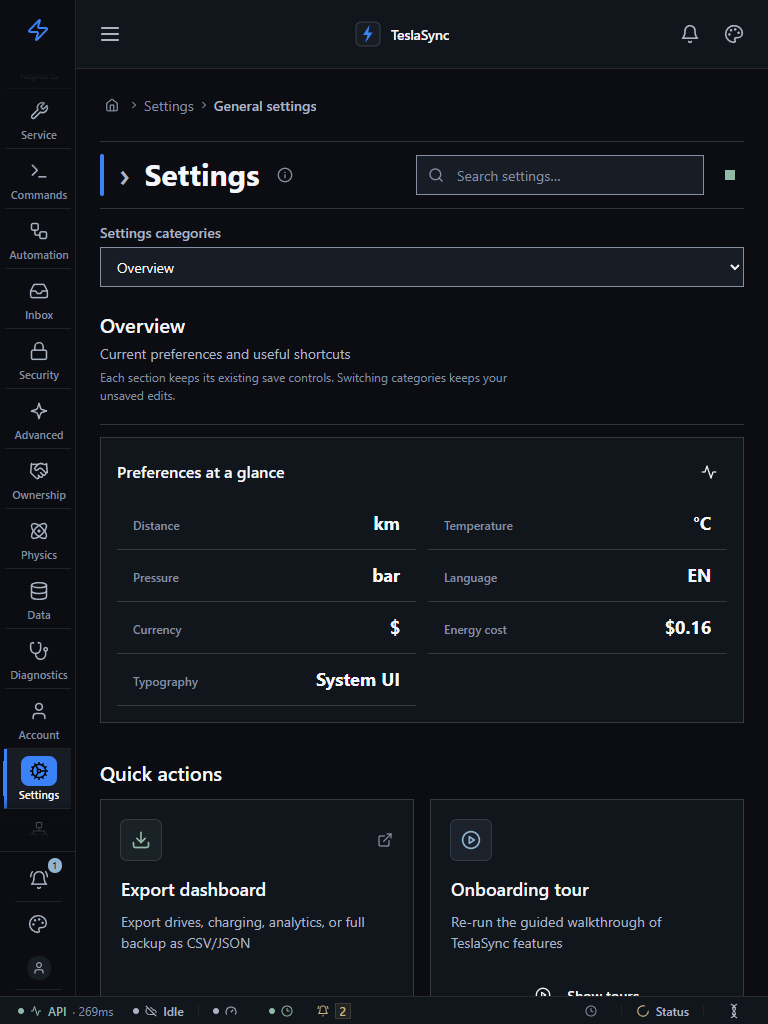 TeslaSync
Service
Commands
Automation
Inbox
Security
Advanced
Ownership
Physics
Data
Diagnostics
Account
Settings
1
Settings › General settings
Settings
Search settings...
Settings categories
Overview
Overview
Current preferences and useful shortcuts
Each section keeps its existing save controls. Switching categories keeps your
unsaved edits.
Preferences at a glance
Distance km
Temperature °C
Pressure bar
Language EN
Currency $
Energy cost $0.16
Typography System UI
Quick actions
Export dashboard
Export drives, charging, analytics, or full
backup as CSV/JSON
Onboarding tour
Re-run the guided walkthrough of
TeslaSync features
Show tours
API · 269ms
Idle
2
Status